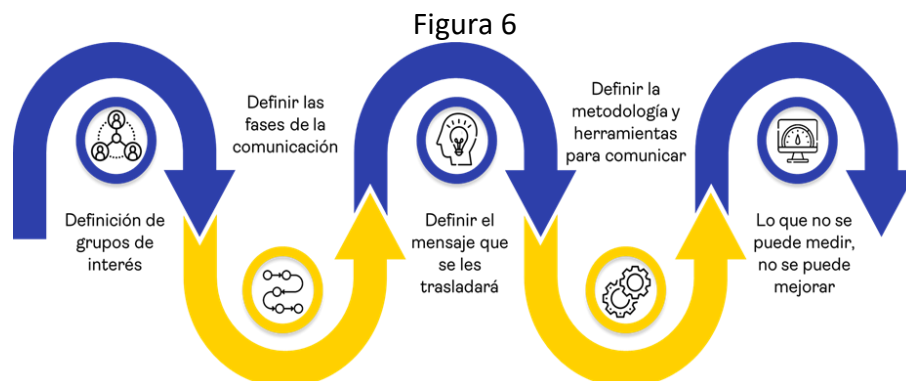 Figura 6
Definición de
grupos de
interés
Definir las
fases de la
comunicación
Definir el
mensaje que
se les
trasladará
Definir la
metodología y
herramientas
para comunicar
Lo que no se
puede medir,
no se puede
mejorar